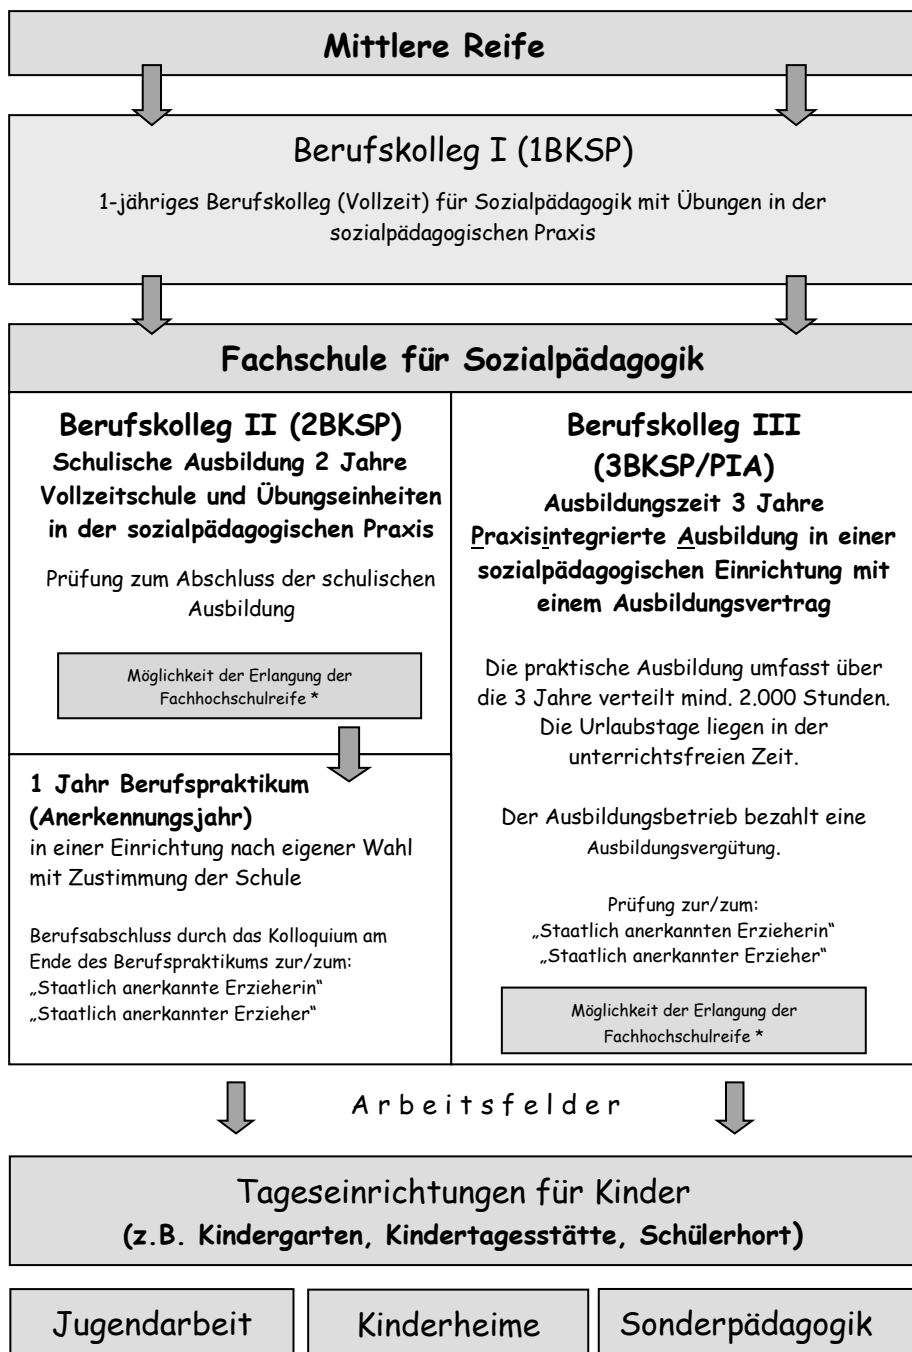 Mittlere Reife
Berufskolleg I (1BKSP)
1-jähriges Berufskolleg (Vollzeit) für Sozialpädagogik mit Übungen in der
sozialpädagogischen Praxis
Fachschule für Sozialpädagogik
Berufskolleg II (2BKSP)
Schulische Ausbildung 2 Jahre
Vollzeitschule und Übungseinheiten
in der sozialpädagogischen Praxis
Prüfung zum Abschluss der schulischen
Ausbildung
Möglichkeit der Erlangung der
Fachhochschulreife *
1 Jahr Berufspraktikum
(Anerkennungsjahr)
in einer Einrichtung nach eigener Wahl
mit Zustimmung der Schule
Berufsabschluss durch das Kolloquium am
Ende des Berufspraktikums zur/zum:
„Staatlich anerkannte Erzieherin“
„Staatlich anerkannter Erzieher“
Berufskolleg III
(3BKSP/PIA)
Ausbildungszeit 3 Jahre
Praxisintegrierte Ausbildung in einer
sozialpädagogischen Einrichtung mit
einem Ausbildungsvertrag
Die praktische Ausbildung umfasst über
die 3 Jahre verteilt mind. 2.000 Stunden.
Die Urlaubstage liegen in der
unterrichtsfreien Zeit.
Der Ausbildungsbetrieb bezahlt eine
Ausbildungsvergütung.
Prüfung zur/zum:
„Staatlich anerkannten Erzieherin“
„Staatlich anerkannter Erzieher“
Möglichkeit der Erlangung der
Fachhochschulreife *
Arbeitsfelder
Tageseinrichtungen für Kinder
(z.B. Kindergarten, Kindertagesstätte, Schülerhort)
Jugendarbeit
Kinderheime
Sonderpädagogik